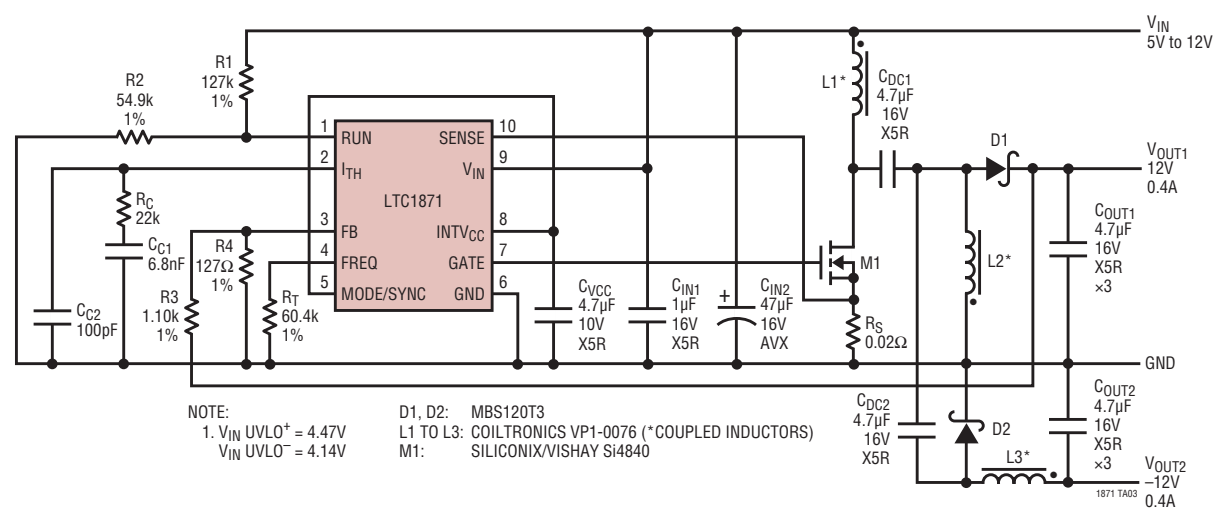 VIN
5V to 12V
R1
127k
1%
R2
54.9k
1%
L1*
CDC1
4.7µF
16V
X5R
1
RUN
SENSE
10
2
ITH
VIN
9
LTC1871
3
FB
INTVCC
8
4
FREQ
GATE
7
5
MODE/SYNC
GND
6
RC
22k
CC1
6.8nF
CC2
100pF
R3
1.10k
1%
R4
127Ω
1%
RT
60.4k
1%
CVCC
4.7µF
10V
X5R
CIN1
1µF
16V
X5R
+
CIN2
47µF
16V
AVX
M1
RS
0.02Ω
D1
L2*
VOUT1
12V
0.4A
COUT1
4.7µF
16V
X5R
×3
GND
CDC2
4.7µF
16V
X5R
D2
L3*
COUT2
4.7µF
16V
X5R
×3
VOUT2
–12V
0.4A
1871 TA03
NOTE:
1. VIN UVLO+ = 4.47V
VIN UVLO– = 4.14V
D1, D2: MBS120T3
L1 TO L3: COILTRONICS VP1-0076 (*COUPLED INDUCTORS)
M1: SILICONIX/VISHAY Si4840